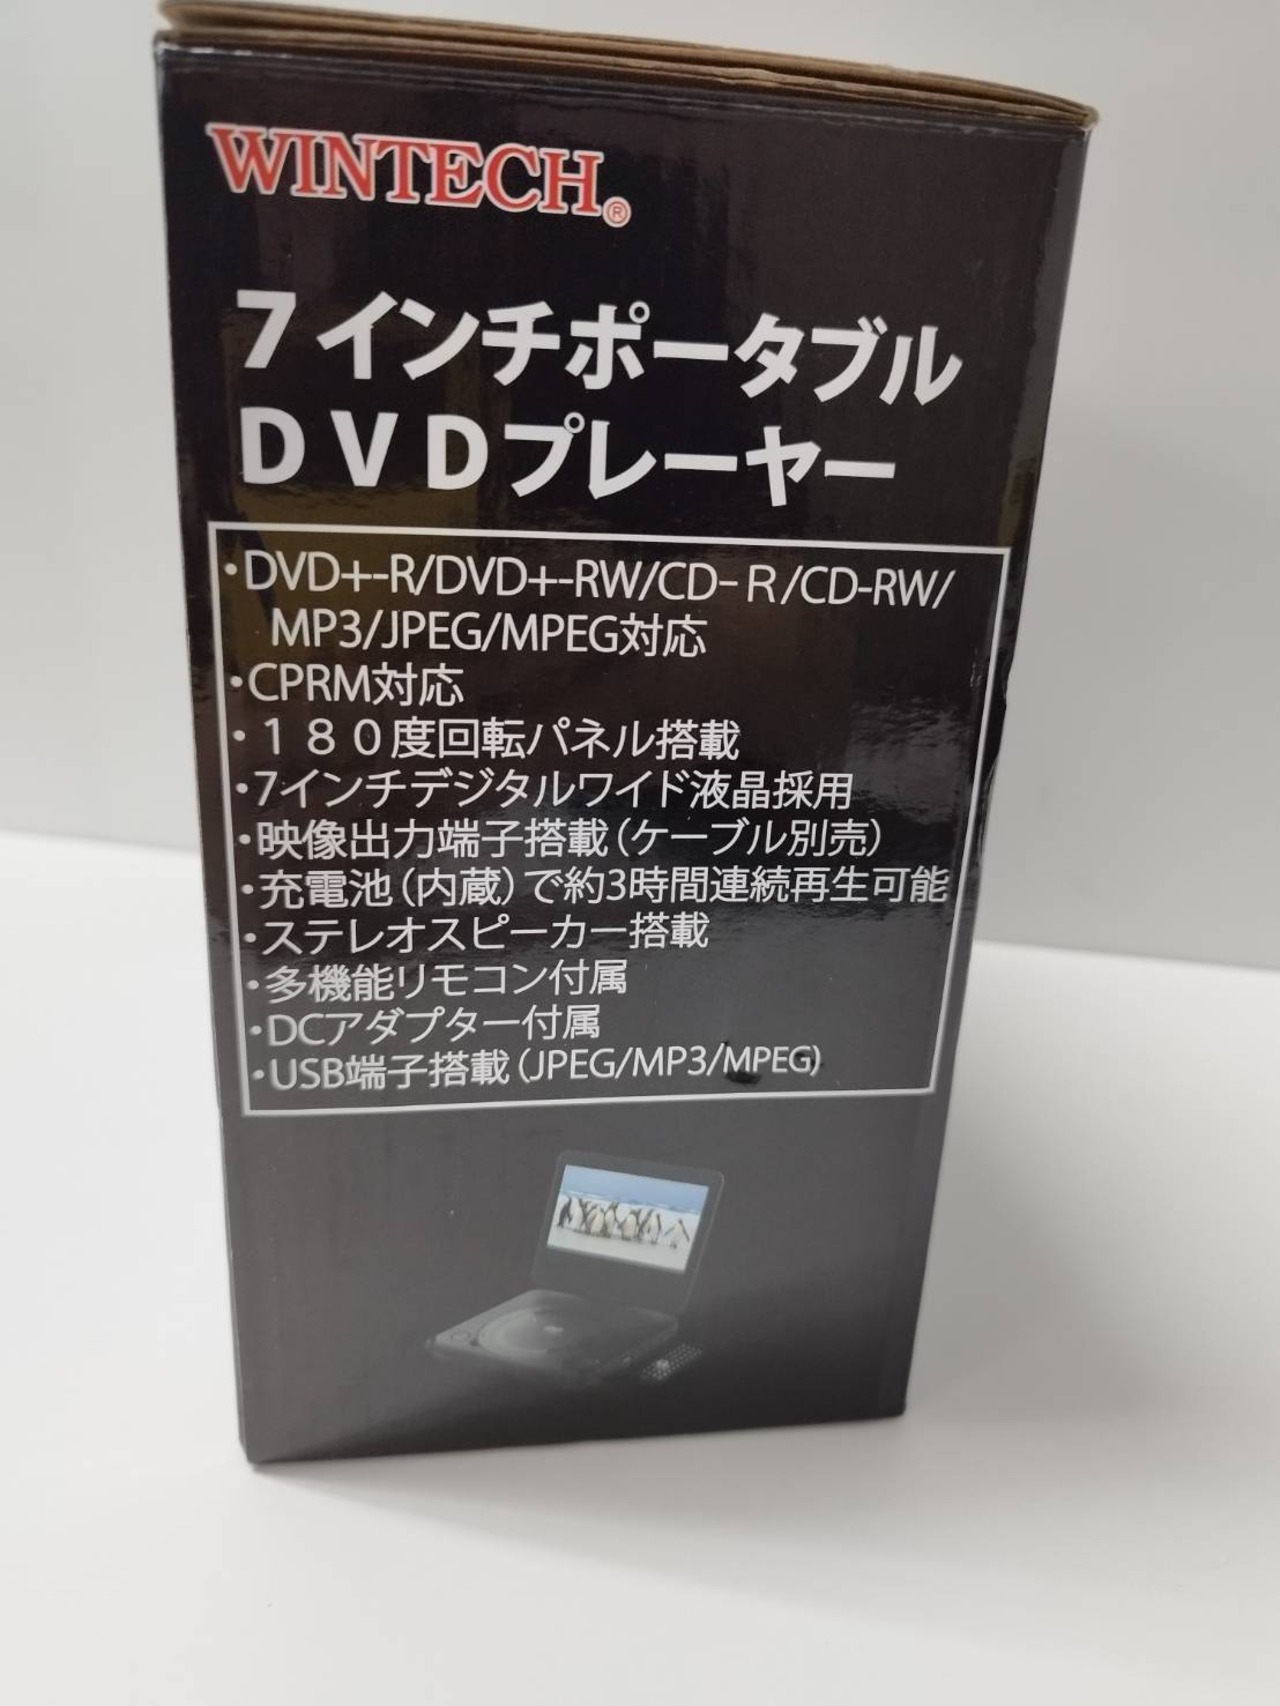 WINTECH®
７インチポータブル
ＤＶＤプレーヤー
・DVD+-R/DVD+-RW/CD-Ｒ/CD-RW/
MP3/JPEG/MPEG対応
・CPRM対応
・１８０度回転パネル搭載
・7インチデジタルワイド液晶採用
・映像出力端子搭載（ケーブル別売）
・充電池（内蔵）で約3時間連続再生可能
・ステレオスピーカー搭載
・多機能リモコン付属
・DCアダプター付属
・USB端子搭載（JPEG/MP3/MPEG)